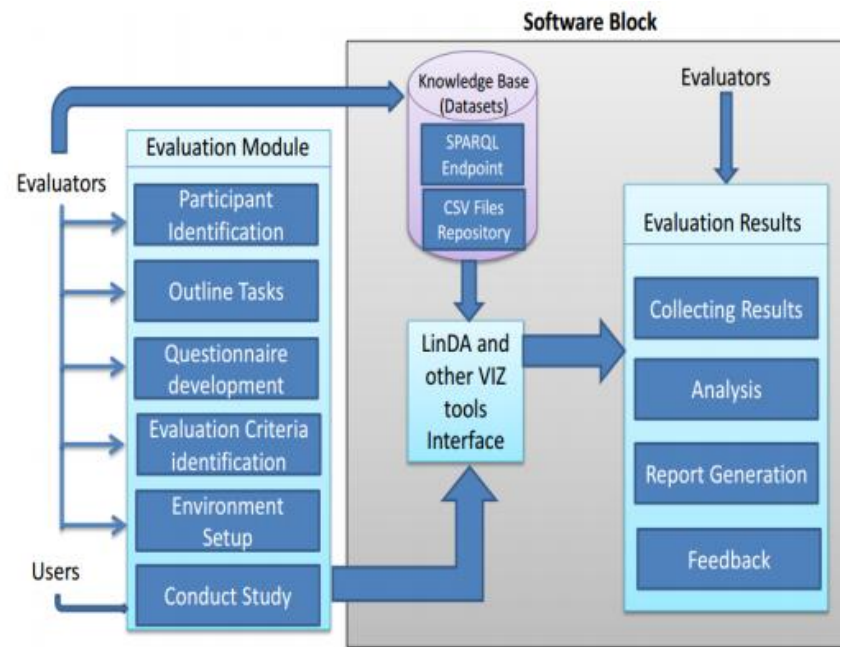 Software Block
Knowledge Base
(Datasets)
SPARQL
Endpoint
CSV Files
Repository
Evaluators
Evaluation Module
Evaluators
Participant
Identification
Outline Tasks
Questionnaire
development
Evaluation Criteria
identification
Environment
Setup
Users
Conduct Study
LinDA and
other VIZ
tools
Interface
Evaluation Results
Collecting Results
Analysis
Report Generation
Feedback